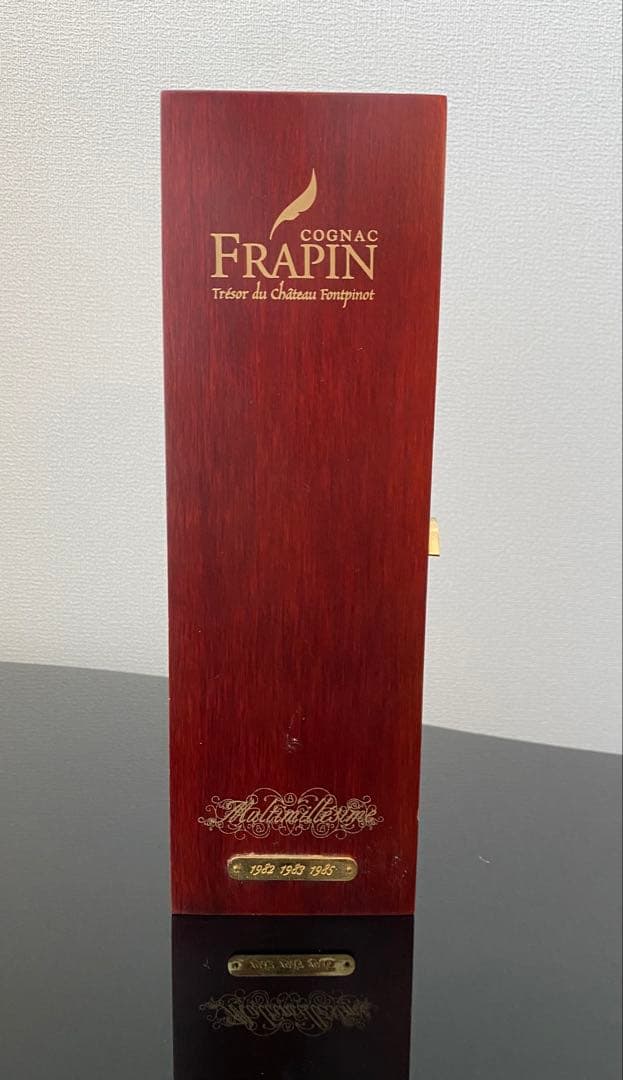 COGNAC
FRAPIN
Trésor du Château Fontpinot
Multimillésime
1982 1983 1985